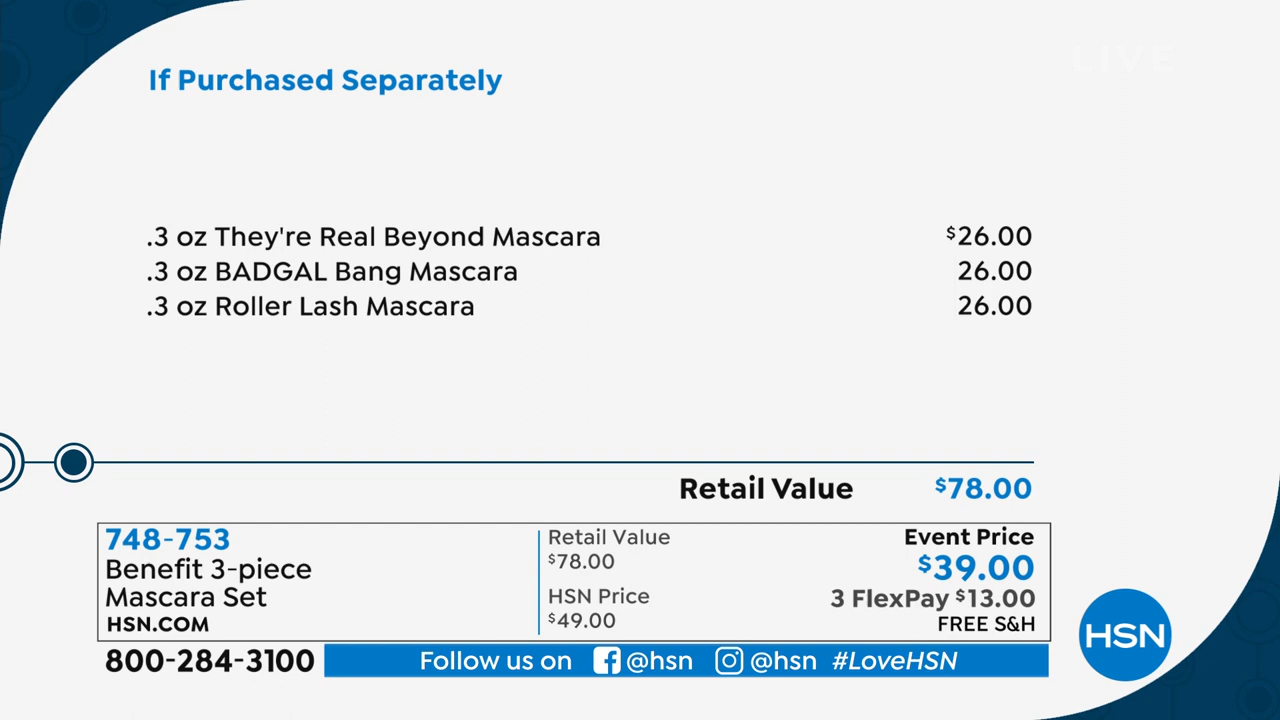 LIVE
If Purchased Separately
.3 oz They're Real Beyond Mascara $26.00
.3 oz BADGAL Bang Mascara 26.00
.3 oz Roller Lash Mascara 26.00
Retail Value $78.00
748-753
Benefit 3-piece
Mascara Set
HSN.COM
Retail Value
$78.00
HSN Price
$49.00
Event Price
$39.00
3 FlexPay $13.00
FREE S&H
HSN
800-284-3100
Follow us on @hsn @hsn #LoveHSN